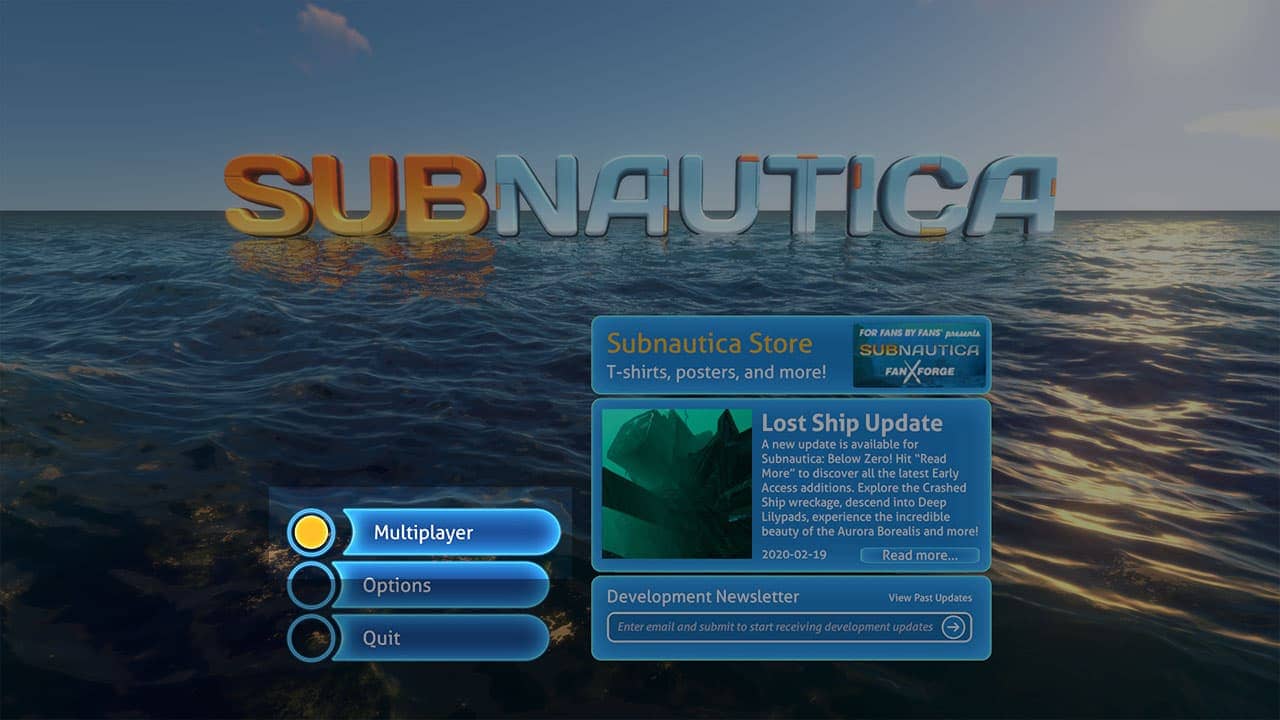 SUBNAUTICA
Subnautica Store
T-shirts, posters, and more!
FOR FANS BY FANS' presents
SUBNAUTICA
FAN FORGE
Lost Ship Update
A new update is available for
Subnautica: Below Zero! Hit “Read
More” to discover all the latest Early
Access additions. Explore the Crashed
Ship wreckage, descend into Deep
Lilypads, experience the incredible
beauty of the Aurora Borealis and more!
2020-02-19
Read more...
Multiplayer
Options
Quit
Development Newsletter
View Past Updates
Enter email and submit to start receiving development updates